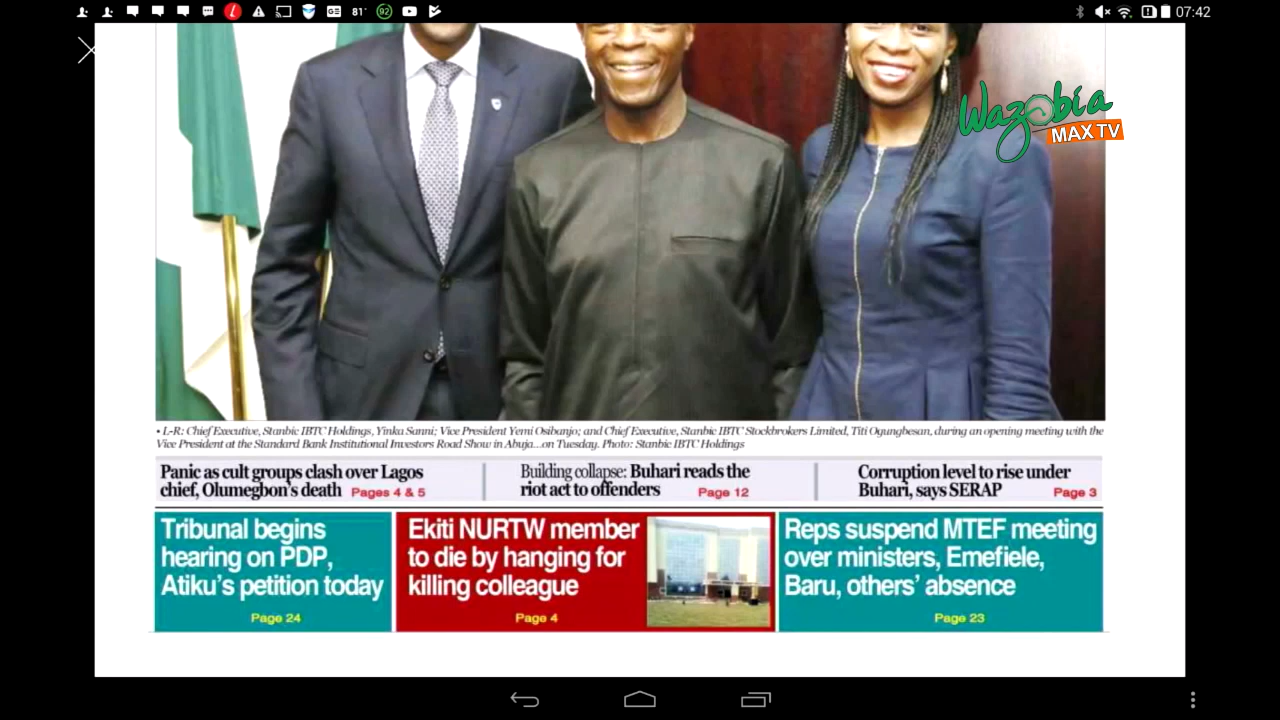 GE 81° 92 07:42
Wazobia
MAX TV
• L-R: Chief Executive, Stanbic IBTC Holdings, Yinka Sanni; Vice President Yemi Osibanjo; and Chief Executive, Stanbic IBTC Stockbrokers Limited, Titi Ogungbesan, during an opening meeting with the
Vice President at the Standard Bank Institutional Investors Road Show in Abuja...on Tuesday. Photo: Stanbic IBTC Holdings
Panic as cult groups clash over Lagos
chief, Olumegbon's death Pages 4 & 5
Building collapse: Buhari reads the
riot act to offenders Page 12
Corruption level to rise under
Buhari, says SERAP Page 3
Tribunal begins
hearing on PDP,
Atiku's petition today
Page 24
Ekiti NURTW member
to die by hanging for
killing colleague
Page 4
Reps suspend MTEF meeting
over ministers, Emefiele,
Baru, others' absence
Page 23